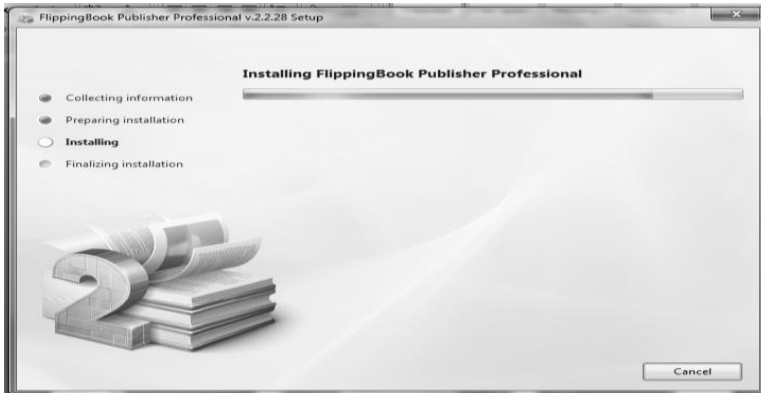 FlippingBook Publisher Professional v.2.2.28 Setup
Installing FlippingBook Publisher Professional
Collecting information
Preparing installation
Installing
Finalizing installation
2
Cancel